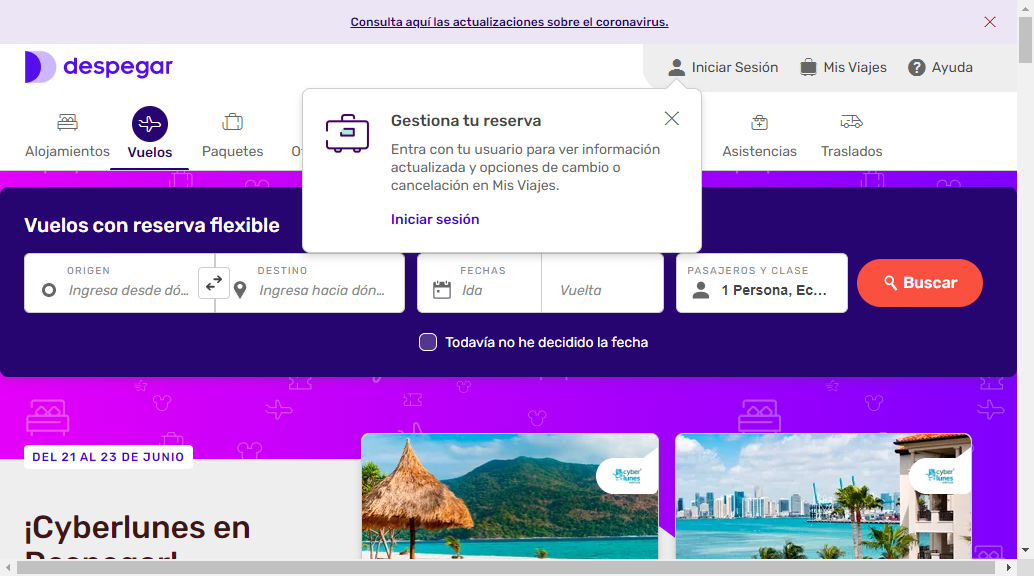 Consulta aquí las actualizaciones sobre el coronavirus.
despegar
Iniciar Sesión
Mis Viajes
Ayuda
Alojamientos
Vuelos
Paquetes
Asistencias
Traslados
Gestiona tu reserva
Entra con tu usuario para ver información
actualizada y opciones de cambio o
cancelación en Mis Viajes.
Iniciar sesión
Vuelos con reserva flexible
ORIGEN
Ingresa desde dó...
DESTINO
Ingresa hacia dón...
FECHAS
Ida
Vuelta
PASAJEROS Y CLASE
1 Persona, Ec...
Buscar
Todavía no he decidido la fecha
DEL 21 AL 23 DE JUNIO
¡Cyberlunes en
Despegar!
cyber
lunes
cyber
lunes